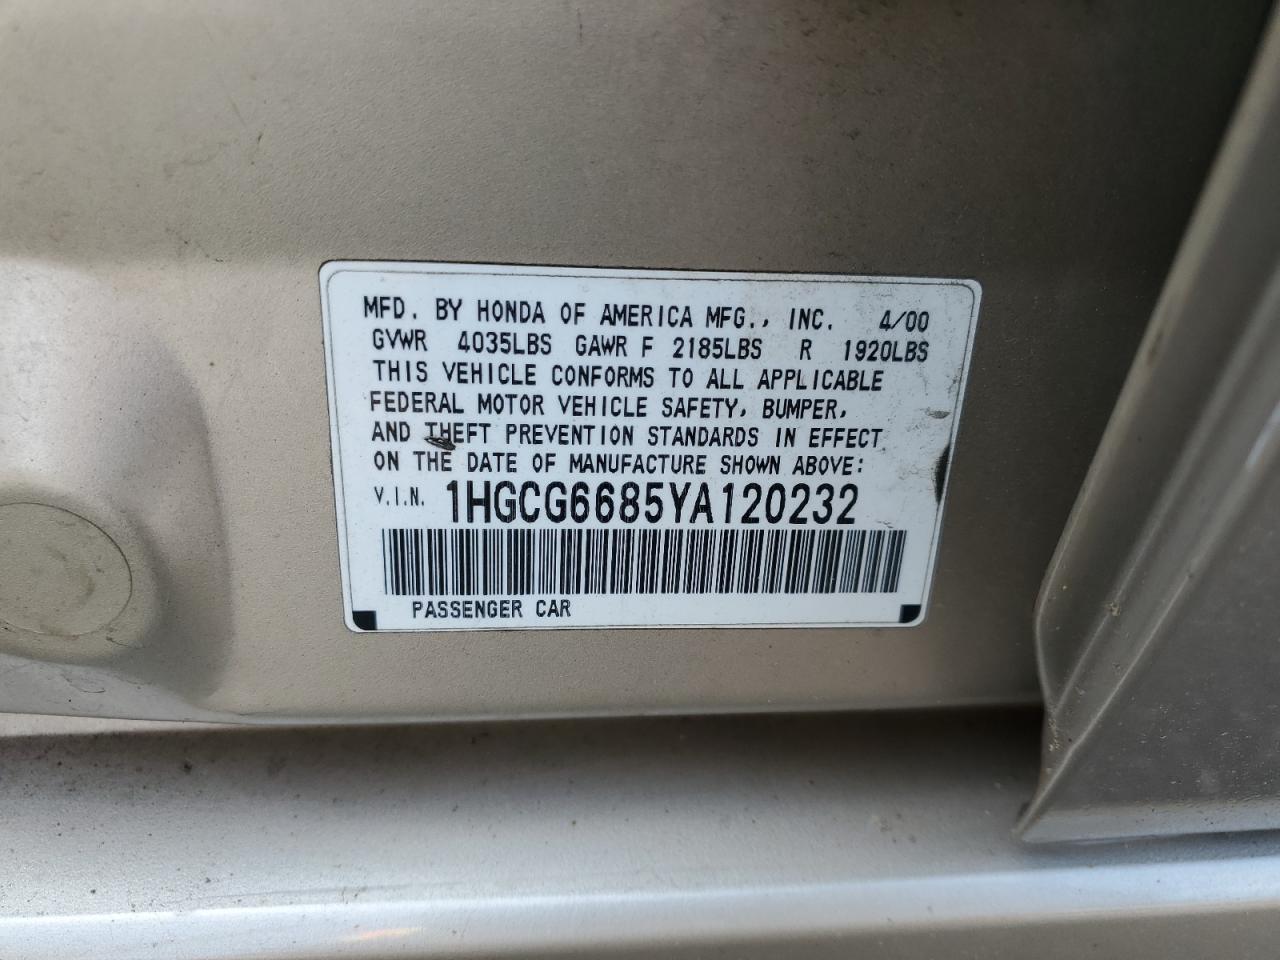 MFD. BY HONDA OF AMERICA MFG., INC. 4/00
GVWR 4035LBS GAWR F 2185LBS R 1920LBS
THIS VEHICLE CONFORMS TO ALL APPLICABLE
FEDERAL MOTOR VEHICLE SAFETY, BUMPER,
AND THEFT PREVENTION STANDARDS IN EFFECT
ON THE DATE OF MANUFACTURE SHOWN ABOVE:
V.I.N. 1HGCG6685YA120232
PASSENGER CAR